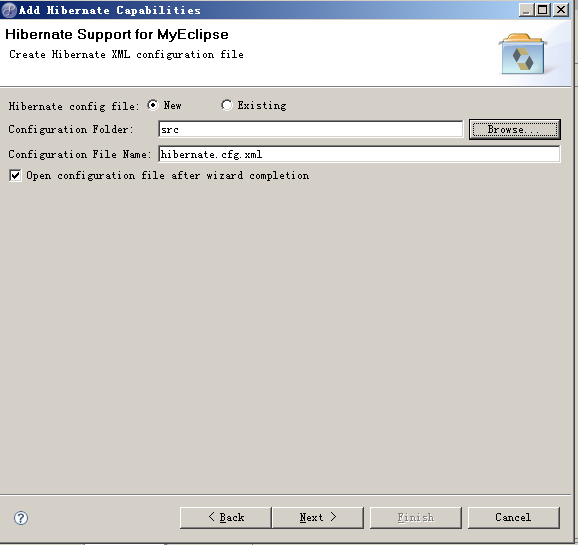 Add Hibernate Capabilities
Hibernate Support for MyEclipse
Create Hibernate XML configuration file
Hibernate config file: New Existing
Configuration Folder: src Browse...
Configuration File Name: hibernate.cfg.xml
Open configuration file after wizard completion
? < Back Next > Finish Cancel